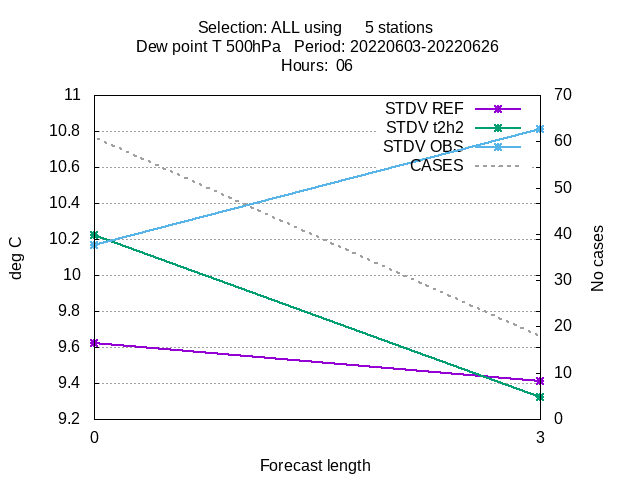 Selection: ALL using 5 stations
Dew point T 500hPa Period: 20220603-20220626
Hours: 06
11
10.8
10.6
10.4
10.2
10
9.8
9.6
9.4
9.2
70
60
50
40
30
20
10
0
STDV REF
STDV t2h2
STDV OBS
CASES
deg C
No cases
0
3
Forecast length